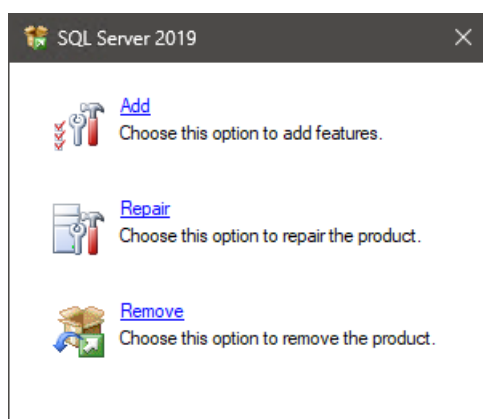 SQL Server 2019
Add
Choose this option to add features.
Repair
Choose this option to repair the product.
Remove
Choose this option to remove the product.